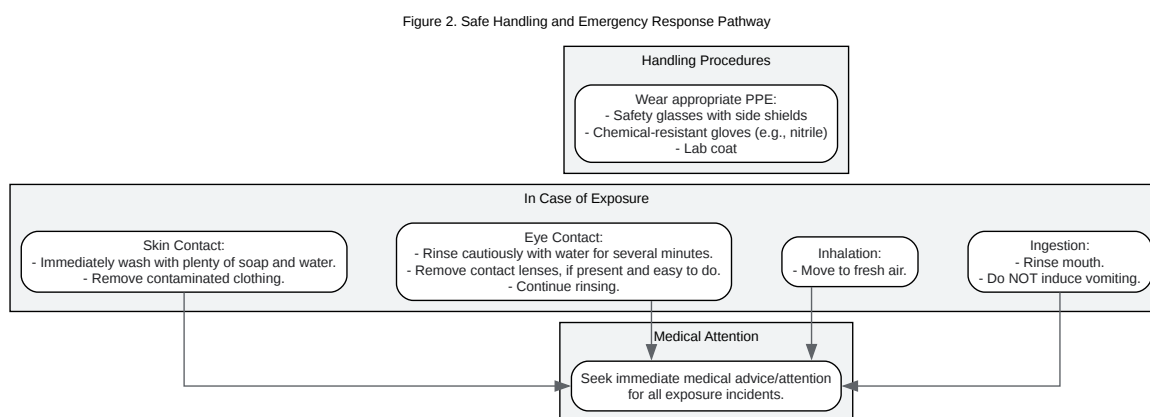 Figure 2. Safe Handling and Emergency Response Pathway
Handling Procedures
Wear appropriate PPE:
- Safety glasses with side shields
- Chemical-resistant gloves (e.g., nitrile)
- Lab coat
In Case of Exposure
Skin Contact:
- Immediately wash with plenty of soap and water.
- Remove contaminated clothing.
Eye Contact:
- Rinse cautiously with water for several minutes.
- Remove contact lenses, if present and easy to do.
- Continue rinsing.
Inhalation:
- Move to fresh air.
Ingestion:
- Rinse mouth.
- Do NOT induce vomiting.
Medical Attention
Seek immediate medical advice/attention
for all exposure incidents.